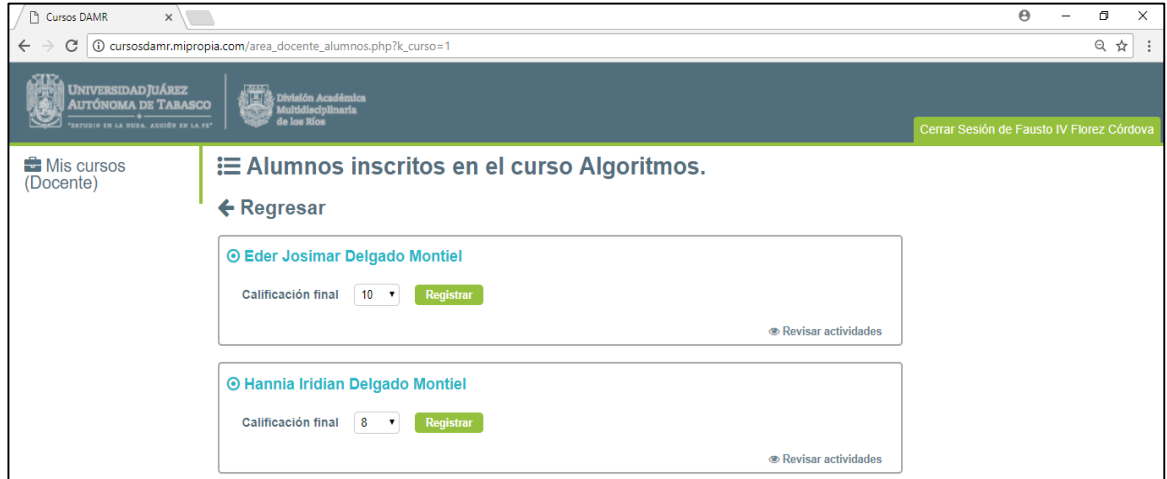 Cursos DAMR
cursosdamr.mipropia.com/area_docente_alumnos.php?k_curso=1
UNIVERSIDAD JUÁREZ
AUTÓNOMA DE TABASCO
"ESTUDIO EN LA DUDA. ACCIÓN EN LA FE"
División Académica
Multidisciplinaria
de los Ríos
Cerrar Sesión de Fausto IV Florez Córdova
Mis cursos
(Docente)
Alumnos inscritos en el curso Algoritmos.
Regresar
Eder Josimar Delgado Montiel
Calificación final 10 Registrar
Revisar actividades
Hannia Iridian Delgado Montiel
Calificación final 8 Registrar
Revisar actividades